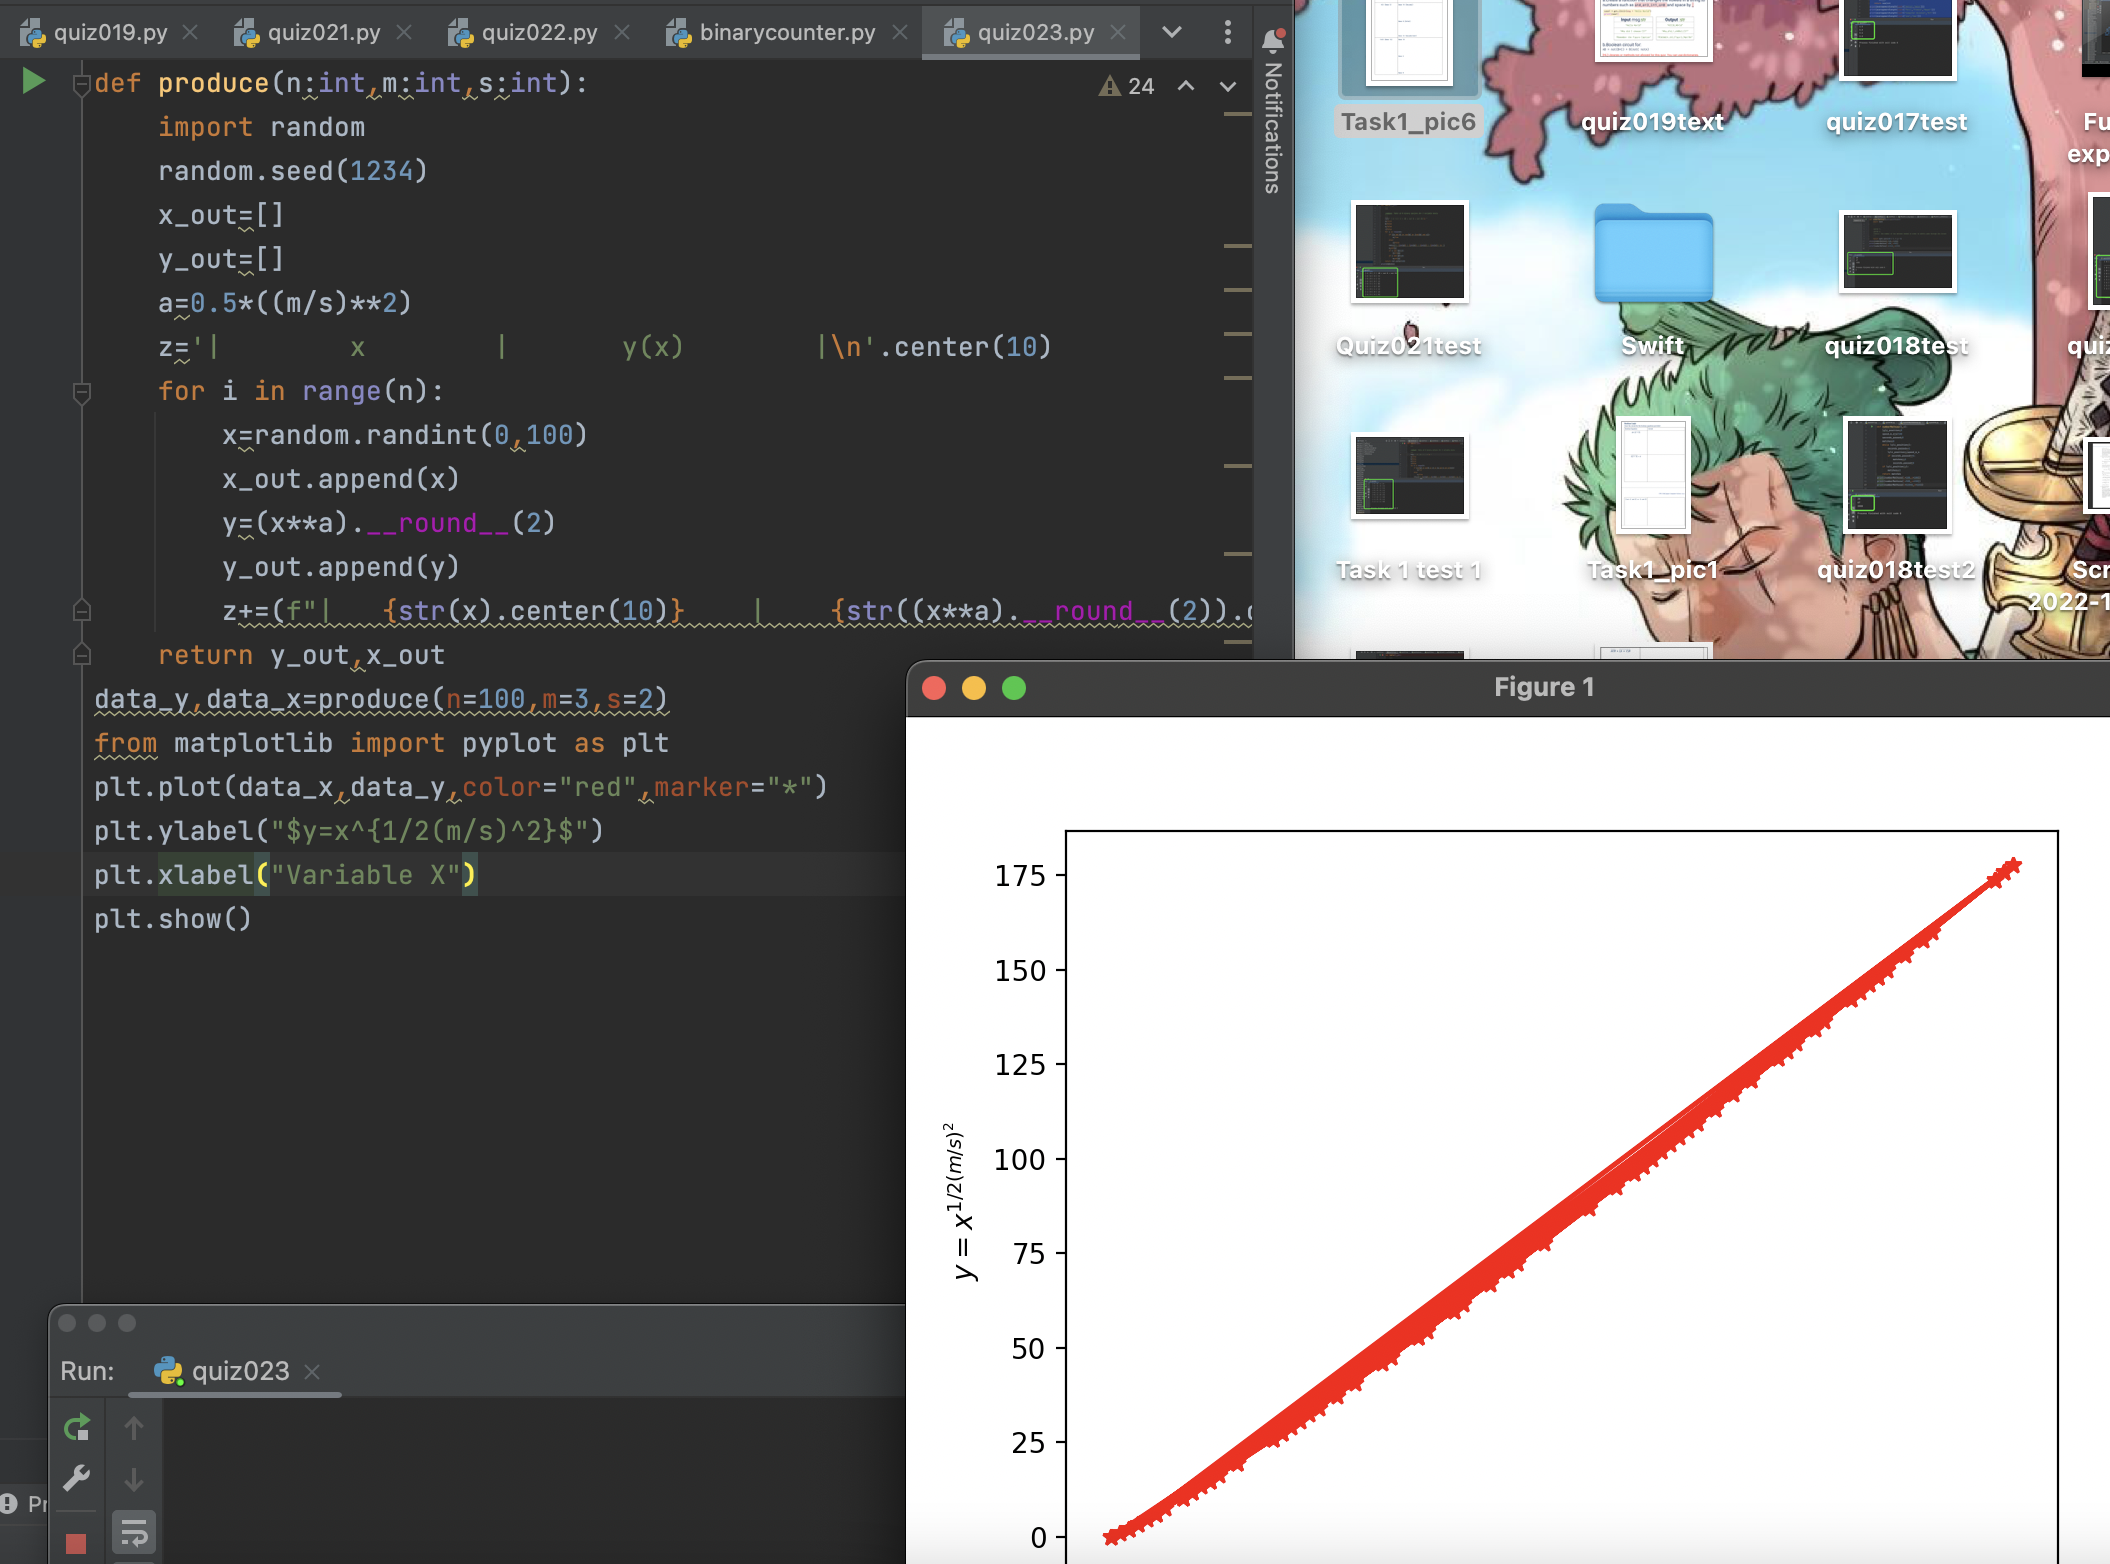 quiz019.py
quiz021.py
quiz022.py
binarycounter.py
quiz023.py
def produce(n:int,m:int,s:int):
24
import random
random.seed(1234)
x_out=[]
y_out=[]
a=0.5*((m/s)**2)
z='|        x        |       y(x)        |\n'.center(10)
for i in range(n):
x=random.randint(0,100)
x_out.append(x)
y=(x**a).__round__(2)
y_out.append(y)
z+=(f"|   {str(x).center(10)}    |    {str((x**a).__round__(2)).
return y_out,x_out
data_y,data_x=produce(n=100,m=3,s=2)
from matplotlib import pyplot as plt
plt.plot(data_x,data_y,color="red",marker="*")
plt.ylabel("$y=x^{1/2(m/s)^2}$")
plt.xlabel("Variable X")
plt.show()
Notifications
Task1_pic6
quiz019text
quiz017test
Fu
exp
Quiz021test
Swift
quiz018test
quiz
Task 1 test 1
Task1_pic1
quiz018test2
Scr
2022-1
Figure 1
175
150
125
100
75
50
25
0
y = x^{1/2(m/s)^2}
Run:
quiz023
Pr